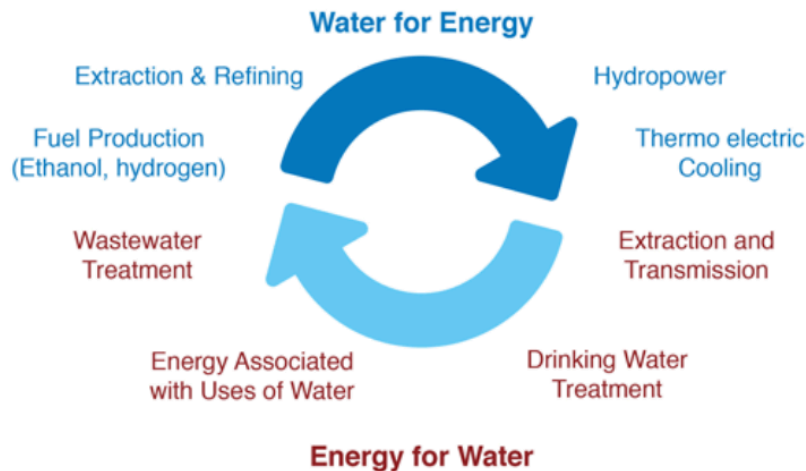 Water for Energy
Extraction & Refining
Hydropower
Fuel Production
(Ethanol, hydrogen)
Thermo electric
Cooling
Wastewater
Treatment
Extraction and
Transmission
Energy Associated
with Uses of Water
Drinking Water
Treatment
Energy for Water